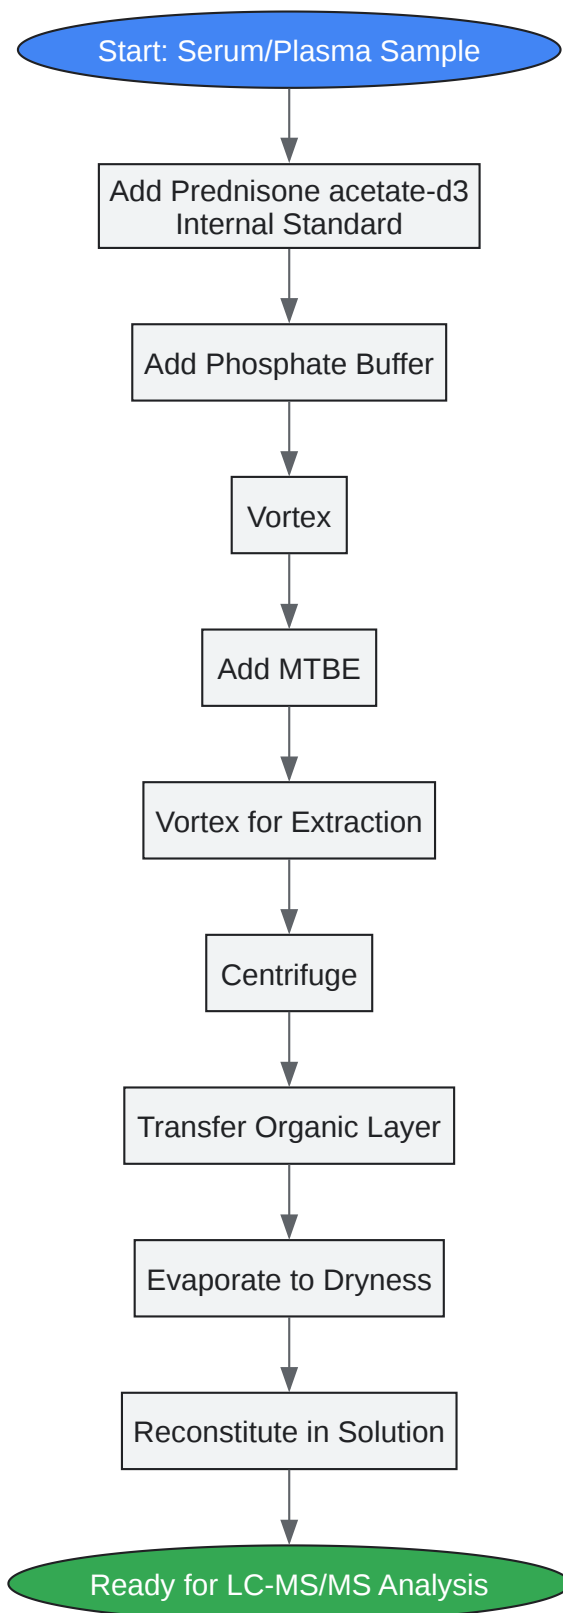 Start: Serum/Plasma Sample
Add Prednisone acetate-d3
Internal Standard
Add Phosphate Buffer
Vortex
Add MTBE
Vortex for Extraction
Centrifuge
Transfer Organic Layer
Evaporate to Dryness
Reconstitute in Solution
Ready for LC-MS/MS Analysis